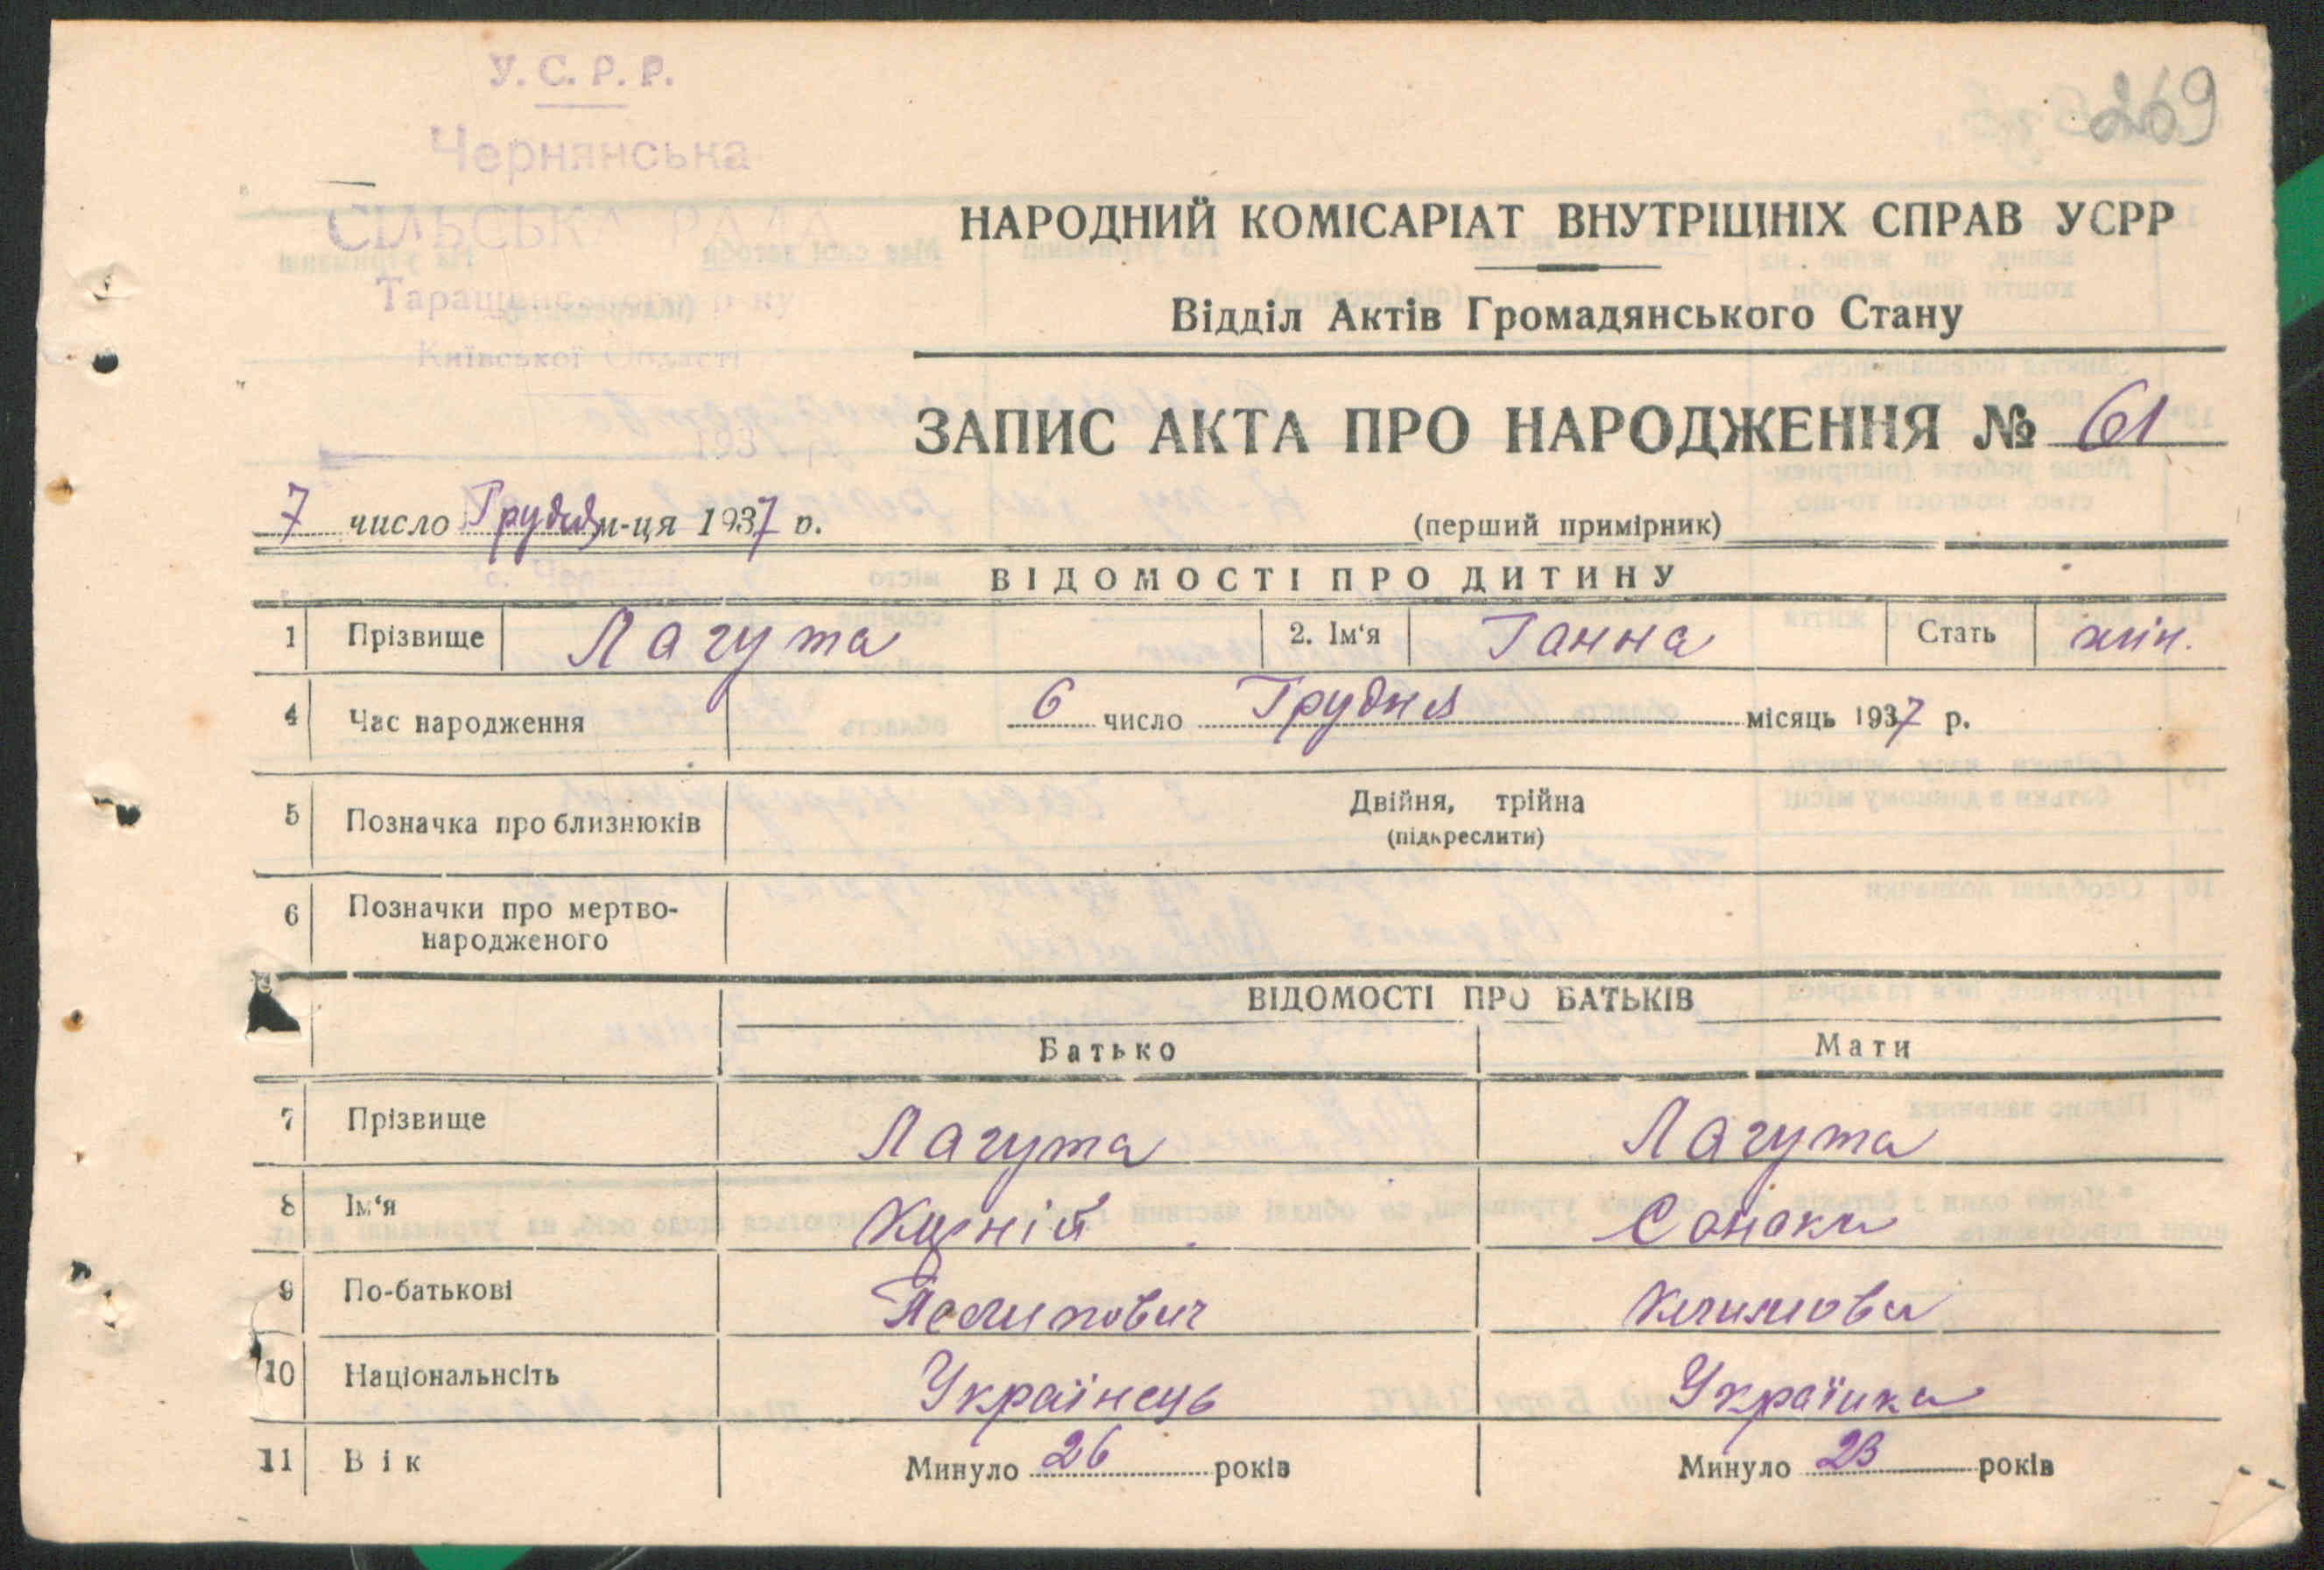 У.С.Р.Р.
269
Чернянська
СІЛЬСЬКА РАДА
Таращанського р-ну
Київської Області
НАРОДНИЙ КОМІСАРІАТ ВНУТРІШНІХ СПРАВ УСРР
Відділ Актів Громадянського Стану
ЗАПИС АКТА ПРО НАРОДЖЕННЯ № 61
7 число Грудня м-ця 1937 р.
(перший примірник)
ВІДОМОСТІ ПРО ДИТИНУ
1 Прізвище Лагута 2. Ім'я Ганна Стать жін.
4 Час народження 6 число Грудня місяць 1937 р.
5 Позначка про близнюків Двійня, трійна
(підкреслити)
6 Позначки про мертво-
народженого
ВІДОМОСТІ ПРО БАТЬКІВ
Батько Мати
7 Прізвище Лагута Лагута
8 Ім'я
9 По-батькові Климова
10 Національнсіть Українець Українка
11 Вік Минуло 26 років Минуло 23 років